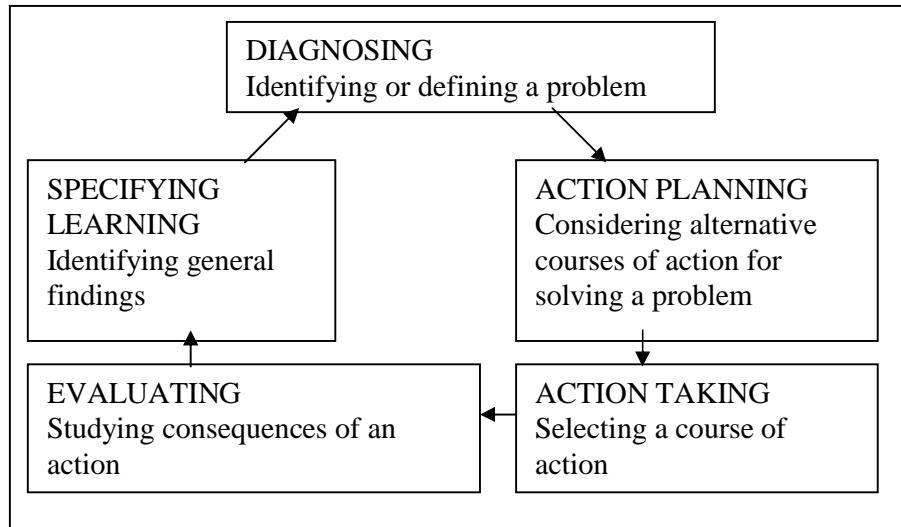 DIAGNOSING
Identifying or defining a problem
SPECIFYING
LEARNING
Identifying general
findings
ACTION PLANNING
Considering alternative
courses of action for
solving a problem
EVALUATING
Studying consequences of an
action
ACTION TAKING
Selecting a course of
action